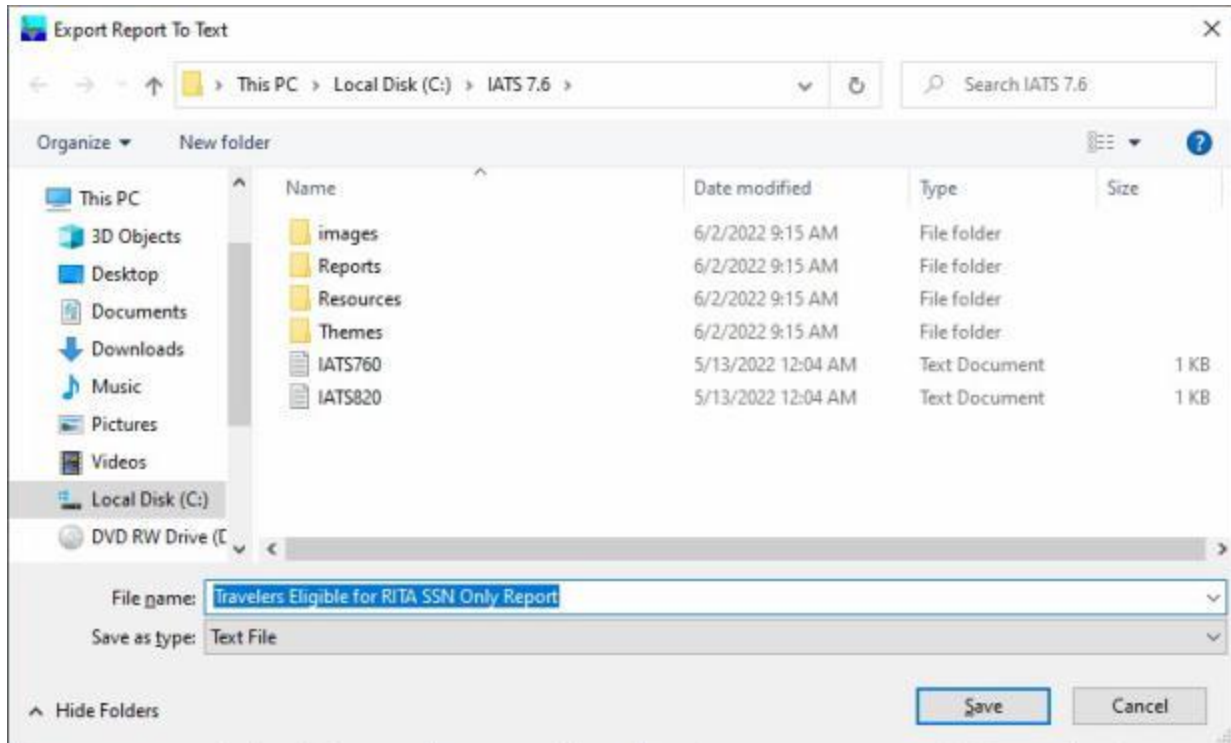 Export Report To Text
This PC > Local Disk (C:) > IATS 7.6 >
Search IATS 7.6
Organize
New folder
Name
Date modified
Type
Size
This PC
3D Objects
Desktop
Documents
Downloads
Music
Pictures
Videos
Local Disk (C:)
DVD RW Drive (D
images 6/2/2022 9:15 AM File folder
Reports 6/2/2022 9:15 AM File folder
Resources 6/2/2022 9:15 AM File folder
Themes 6/2/2022 9:15 AM File folder
IATS760 5/13/2022 12:04 AM Text Document 1 KB
IATS820 5/13/2022 12:04 AM Text Document 1 KB
File name: Travelers Eligible for RITA SSN Only Report
Save as type: Text File
Hide Folders
Save
Cancel